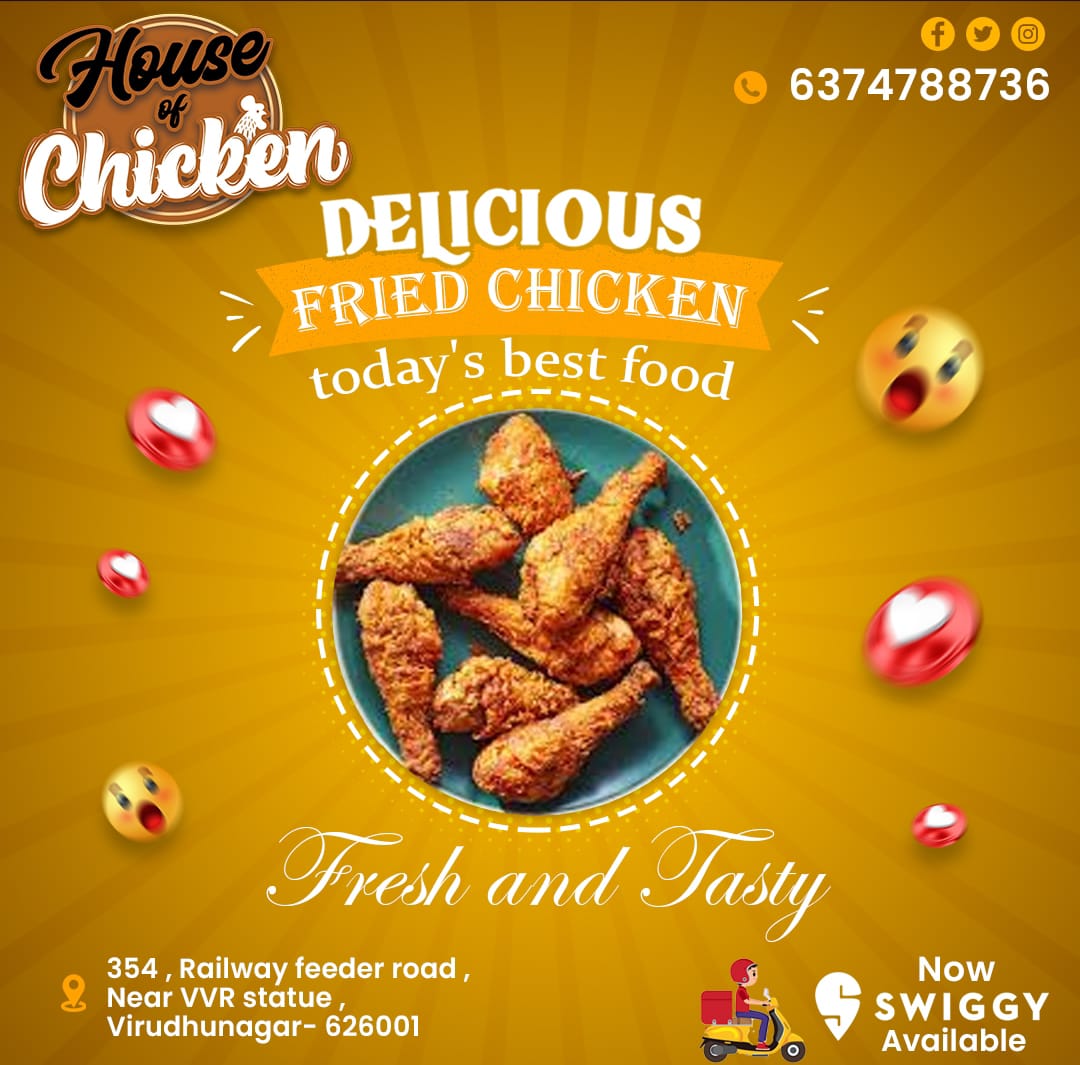 House
of
Chicken
6374788736
DELICIOUS
FRIED CHICKEN
today's best food
Fresh and Tasty
354 , Railway feeder road ,
Near VVR statue ,
Virudhunagar- 626001
Now
SWIGGY
Available